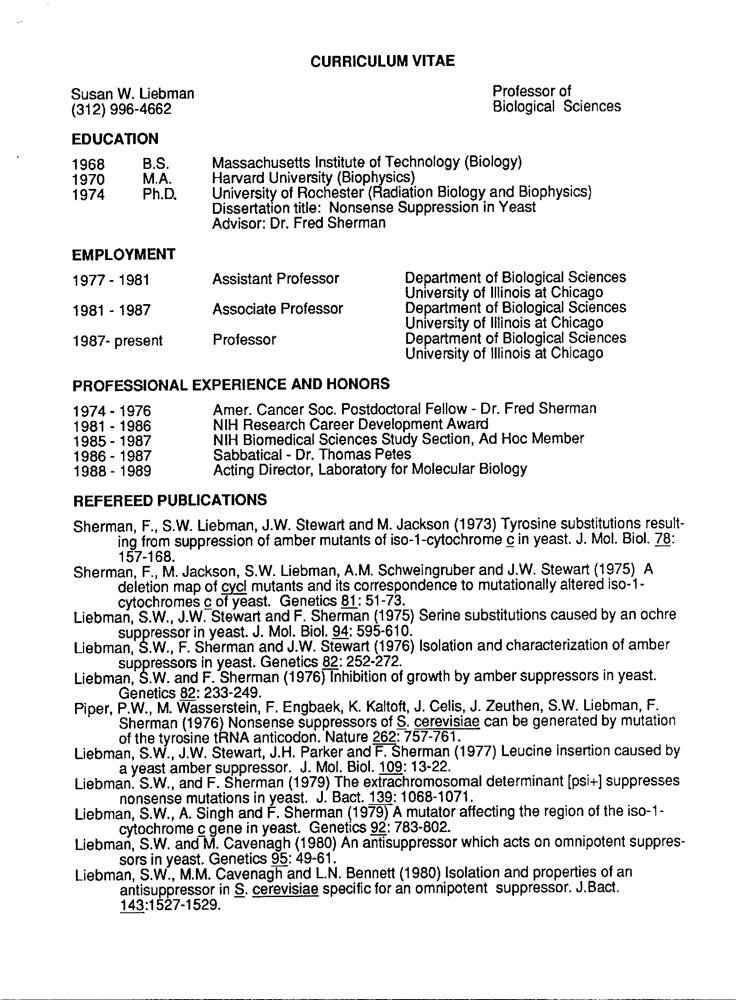 CURRICULUM VITAE
Susan W. Liebman Professor of
(312) 996-4662 Biological Sciences
EDUCATION
1968 B.S. Massachusetts Institute of Technology (Biology)
1970 M.A. Harvard University (Biophysics)
1974 Ph.D. University of Rochester (Radiation Biology and Biophysics)
Dissertation title: Nonsense Suppression in Yeast
Advisor: Dr. Fred Sherman
EMPLOYMENT
1977 - 1981 Assistant Professor Department of Biological Sciences
University of Illinois at Chicago
1981 - 1987 Associate Professor Department of Biological Sciences
University of Illinois at Chicago
1987- present Professor Department of Biological Sciences
University of Illinois at Chicago
PROFESSIONAL EXPERIENCE AND HONORS
1974 - 1976 Amer. Cancer Soc. Postdoctoral Fellow - Dr. Fred Sherman
1981 - 1986 NIH Research Career Development Award
1985 - 1987 NIH Biomedical Sciences Study Section, Ad Hoc Member
1986 - 1987 Sabbatical - Dr. Thomas Petes
1988 - 1989 Acting Director, Laboratory for Molecular Biology
REFEREED PUBLICATIONS
Sherman, F., S.W. Liebman, J.W. Stewart and M. Jackson (1973) Tyrosine substitutions result-
ing from suppression of amber mutants of iso-1-cytochrome c in yeast. J. Mol. Biol. 78:
157-168.
Sherman, F., M. Jackson, S.W. Liebman, A.M. Schweingruber and J.W. Stewart (1975) A
deletion map of cycl mutants and its correspondence to mutationally altered iso-1-
cytochromes c of yeast. Genetics 81: 51-73.
Liebman, S.W., J.W. Stewart and F. Sherman (1975) Serine substitutions caused by an ochre
suppressor in yeast. J. Mol. Biol. 94: 595-610.
Liebman, S.W., F. Sherman and J.W. Stewart (1976) Isolation and characterization of amber
suppressors in yeast. Genetics 82: 252-272.
Liebman, S.W. and F. Sherman (1976) Inhibition of growth by amber suppressors in yeast.
Genetics 82: 233-249.
Piper, P.W., M. Wasserstein, F. Engbaek, K. Kaltoft, J. Celis, J. Zeuthen, S.W. Liebman, F.
Sherman (1976) Nonsense suppressors of S. cerevisiae can be generated by mutation
of the tyrosine tRNA anticodon. Nature 262: 757-761.
Liebman, S.W., J.W. Stewart, J.H. Parker and F. Sherman (1977) Leucine insertion caused by
a yeast amber suppressor. J. Mol. Biol. 109: 13-22.
Liebman. S.W., and F. Sherman (1979) The extrachromosomal determinant [psi+] suppresses
nonsense mutations in yeast. J. Bact. 139: 1068-1071.
Liebman, S.W., A. Singh and F. Sherman (1979) A mutator affecting the region of the iso-1-
cytochrome c gene in yeast. Genetics 92: 783-802.
Liebman, S.W. and M. Cavenagh (1980) An antisuppressor which acts on omnipotent suppres-
sors in yeast. Genetics 95: 49-61.
Liebman, S.W., M.M. Cavenagh and L.N. Bennett (1980) Isolation and properties of an
antisuppressor in S. cerevisiae specific for an omnipotent suppressor. J.Bact.
143:1527-1529.